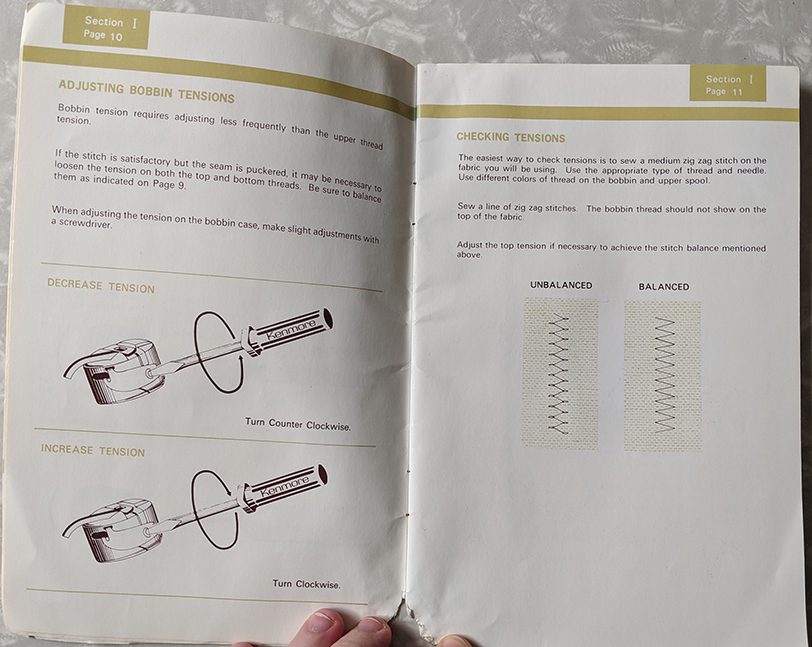 Section I
Page 10
ADJUSTING BOBBIN TENSIONS
Bobbin tension requires adjusting less frequently than the upper thread
tension.
If the stitch is satisfactory but the seam is puckered, it may be necessary to
loosen the tension on both the top and bottom threads. Be sure to balance
them as indicated on Page 9.
When adjusting the tension on the bobbin case, make slight adjustments with
a screwdriver.
DECREASE TENSION
Kenmore
Turn Counter Clockwise.
INCREASE TENSION
Kenmore
Turn Clockwise.
Section I
Page 11
CHECKING TENSIONS
The easiest way to check tensions is to sew a medium zig zag stitch on the
fabric you will be using. Use the appropriate type of thread and needle.
Use different colors of thread on the bobbin and upper spool.
Sew a line of zig zag stitches. The bobbin thread should not show on the
top of the fabric.
Adjust the top tension if necessary to achieve the stitch balance mentioned
above.
UNBALANCED
BALANCED